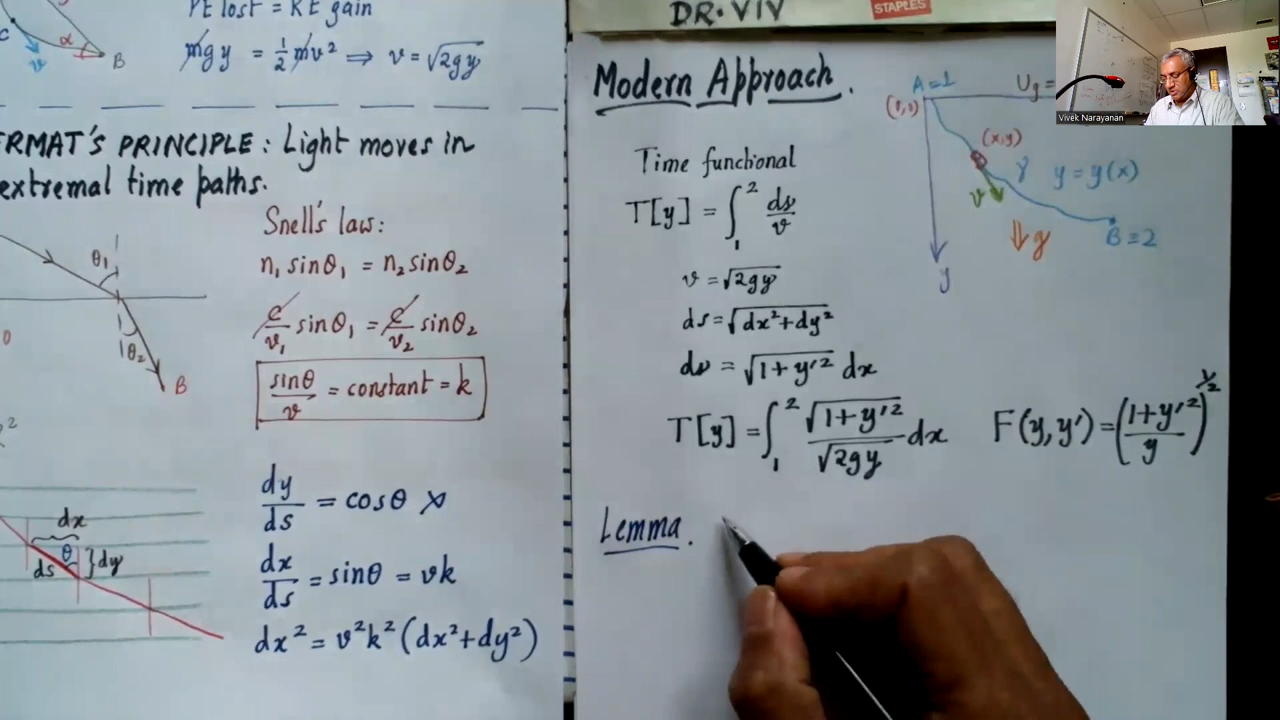 PE lost = KE gain
C
α
v
B
mgy = 1/2 mv² ⟹ v = √2gy
RMAT'S PRINCIPLE : Light moves in
extremal time paths.
Snell's law:
θ₁
n₁ sinθ₁ = n₂ sinθ₂
c/v₁ sinθ₁ = c/v₂ sinθ₂
θ₂
B
sinθ/v = constant = k
dy/ds = cosθ
dx
θ
ds
dy
dx/ds = sinθ = vk
dx² = v²k² (dx²+dy²)
DR. VIV
STAPLES
Vivek Narayanan
Modern Approach.
A=1
Ug =
(0,0)
(x,y)
γ y = y(x)
v
g
B=2
y
Time functional
T[y] = ∫₁² ds/v
v = √2gy
ds = √dx²+dy²
ds = √1+y'² dx
T[y] = ∫₁² √1+y'²/√2gy dx
F(y,y') = (1+y'²/y)^1/2
Lemma.